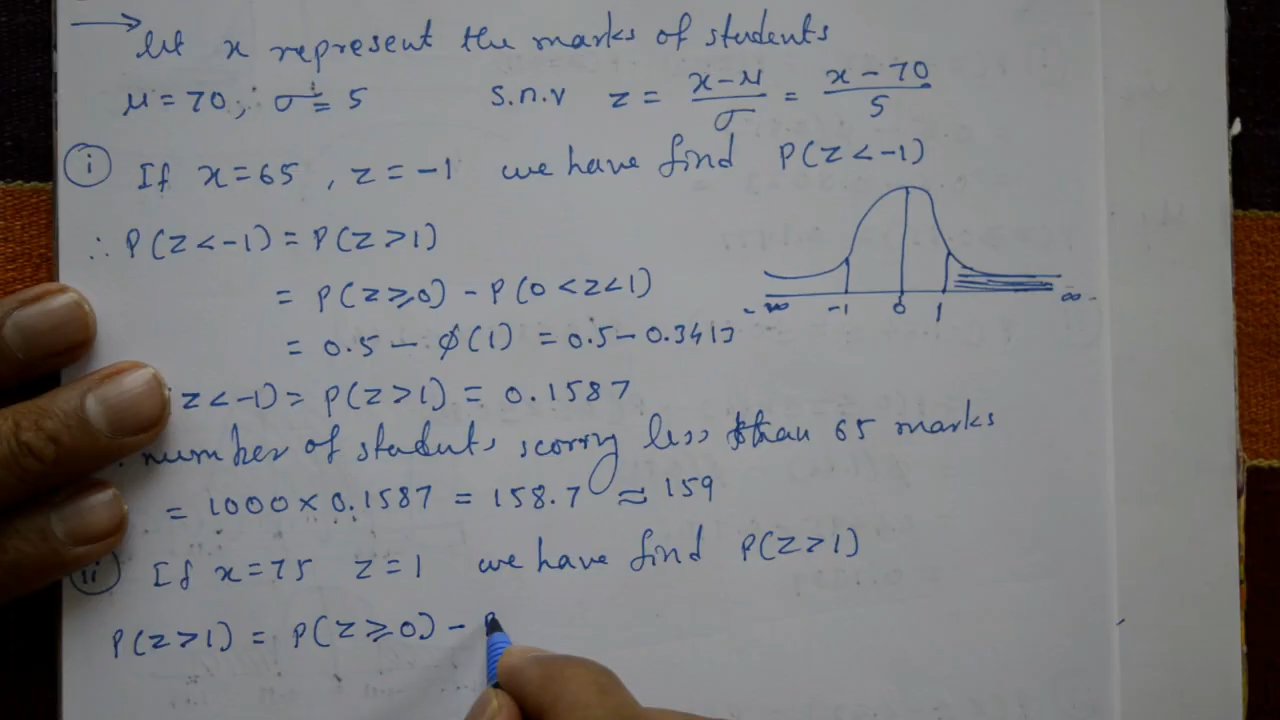 → let x represent the marks of students
μ = 70, σ = 5 s.n.v z = x-μ/σ = x-70/5
(i) If x=65, z=-1 we have find P(z<-1)
∴ P(z<-1) = P(z>1)
= P(z≥0) - P(0<z<1)
= 0.5 - φ(1) = 0.5-0.3413
-∞ -1 0 1 ∞
z<-1) = P(z>1) = 0.1587
number of students scoring less than 65 marks
= 1000×0.1587 = 158.7 ≈ 159
(ii) If x=75 z=1 we have find P(z>1)
P(z>1) = P(z≥0) - P